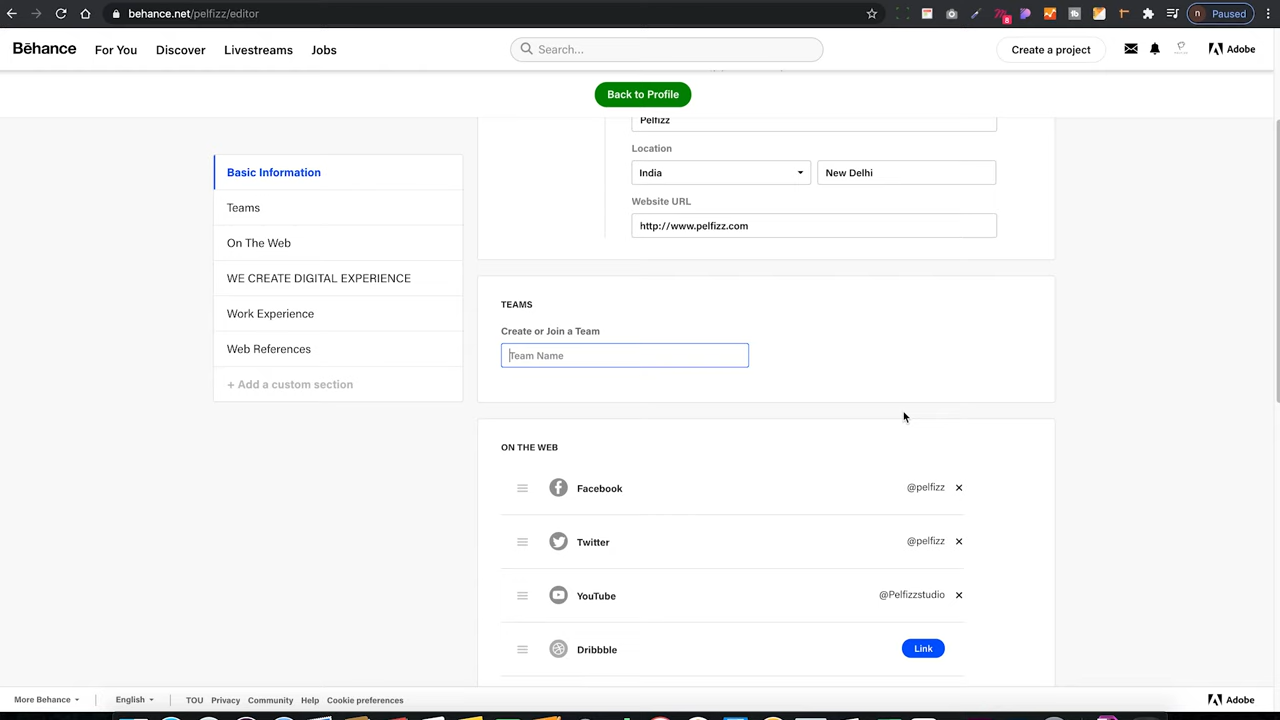 behance.net/pelfizz/editor
n Paused
Bēhance For You Discover Livestreams Jobs Search... Create a project Adobe
Back to Profile
Pelfizz
Location
India New Delhi
Website URL
http://www.pelfizz.com
Basic Information
Teams
On The Web
WE CREATE DIGITAL EXPERIENCE
Work Experience
Web References
+ Add a custom section
TEAMS
Create or Join a Team
Team Name
ON THE WEB
Facebook @pelfizz
Twitter @pelfizz
YouTube @Pelfizzstudio
Dribbble Link
More Behance English TOU Privacy Community Help Cookie preferences Adobe